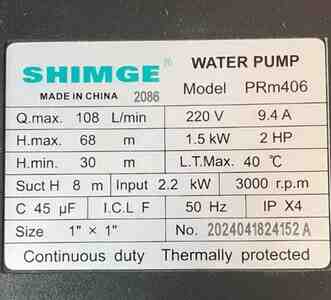 SHIMGE® WATER PUMP
MADE IN CHINA 2086 Model PRm406
Q.max. 108 L/min 220 V 9.4 A
H.max. 68 m 1.5 kW 2 HP
H.min. 30 m L.T.Max. 40 ℃
Suct H 8 m Input 2.2 kW 3000 r.p.m
C 45 µF I.C.L F 50 Hz IP X4
Size 1" × 1" No. 2024041824152 A
Continuous duty Thermally protected